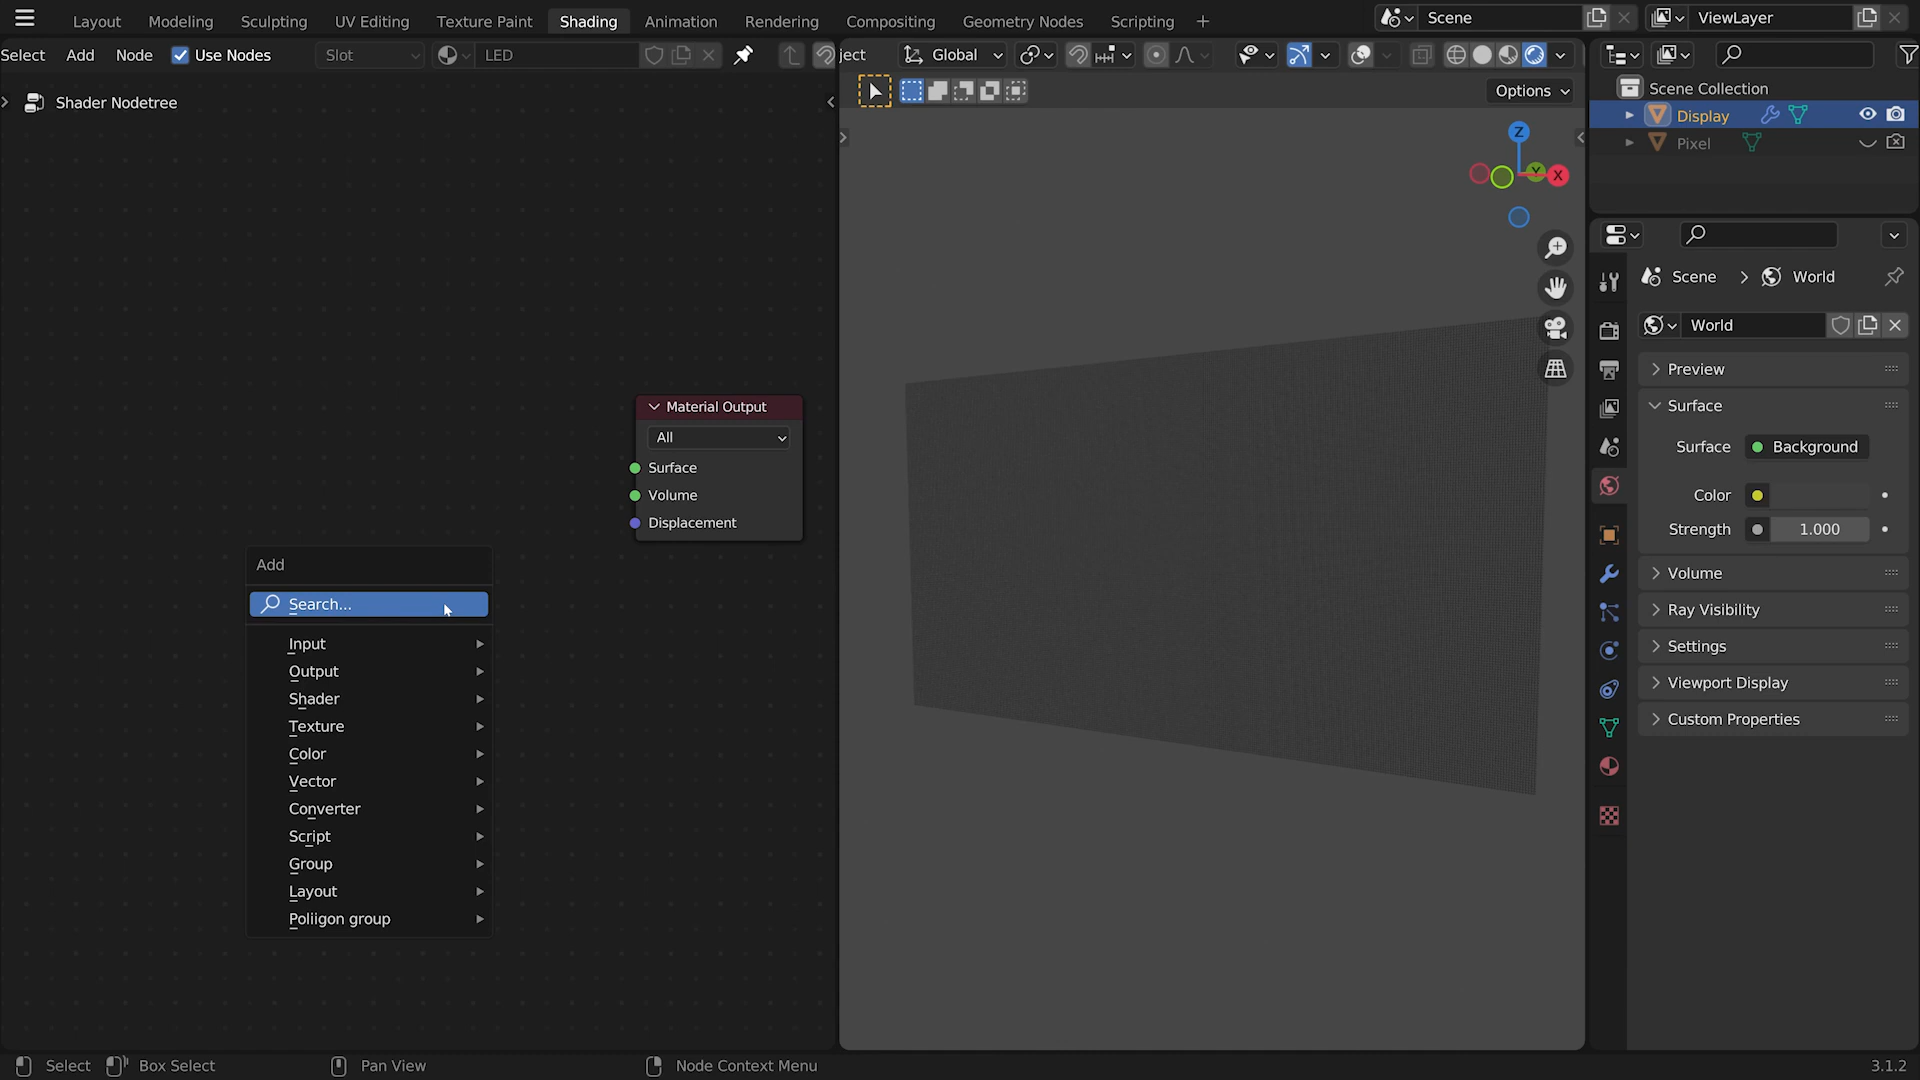 Layout Modeling Sculpting UV Editing Texture Paint Shading Animation Rendering Compositing Geometry Nodes Scripting + Scene ViewLayer
Select Add Node Use Nodes Slot LED ject Global
Options
Shader Nodetree
Scene Collection
Display
Pixel
Z
Y
X
Scene > World
World
Preview
Surface
Surface Background
Color
Strength 1.000
Volume
Ray Visibility
Settings
Viewport Display
Custom Properties
Material Output
All
Surface
Volume
Displacement
Add
Search...
Input
Output
Shader
Texture
Color
Vector
Converter
Script
Group
Layout
Poliigon group
Select Box Select Pan View Node Context Menu 3.1.2